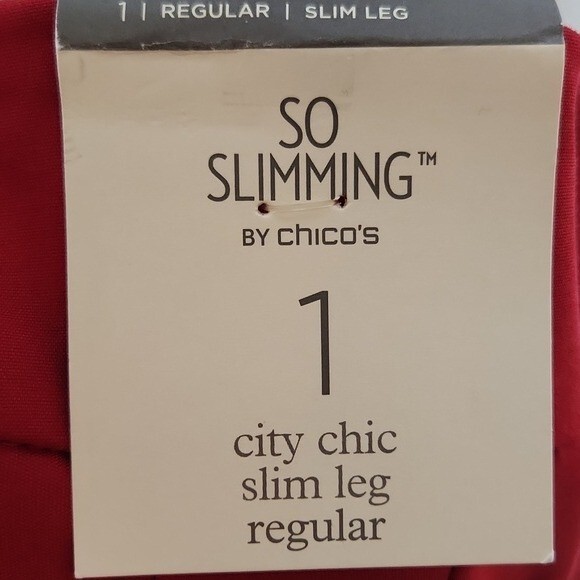 1 | REGULAR | SLIM LEG
SO
SLIMMING™
BY chico's
1
city chic
slim leg
regular